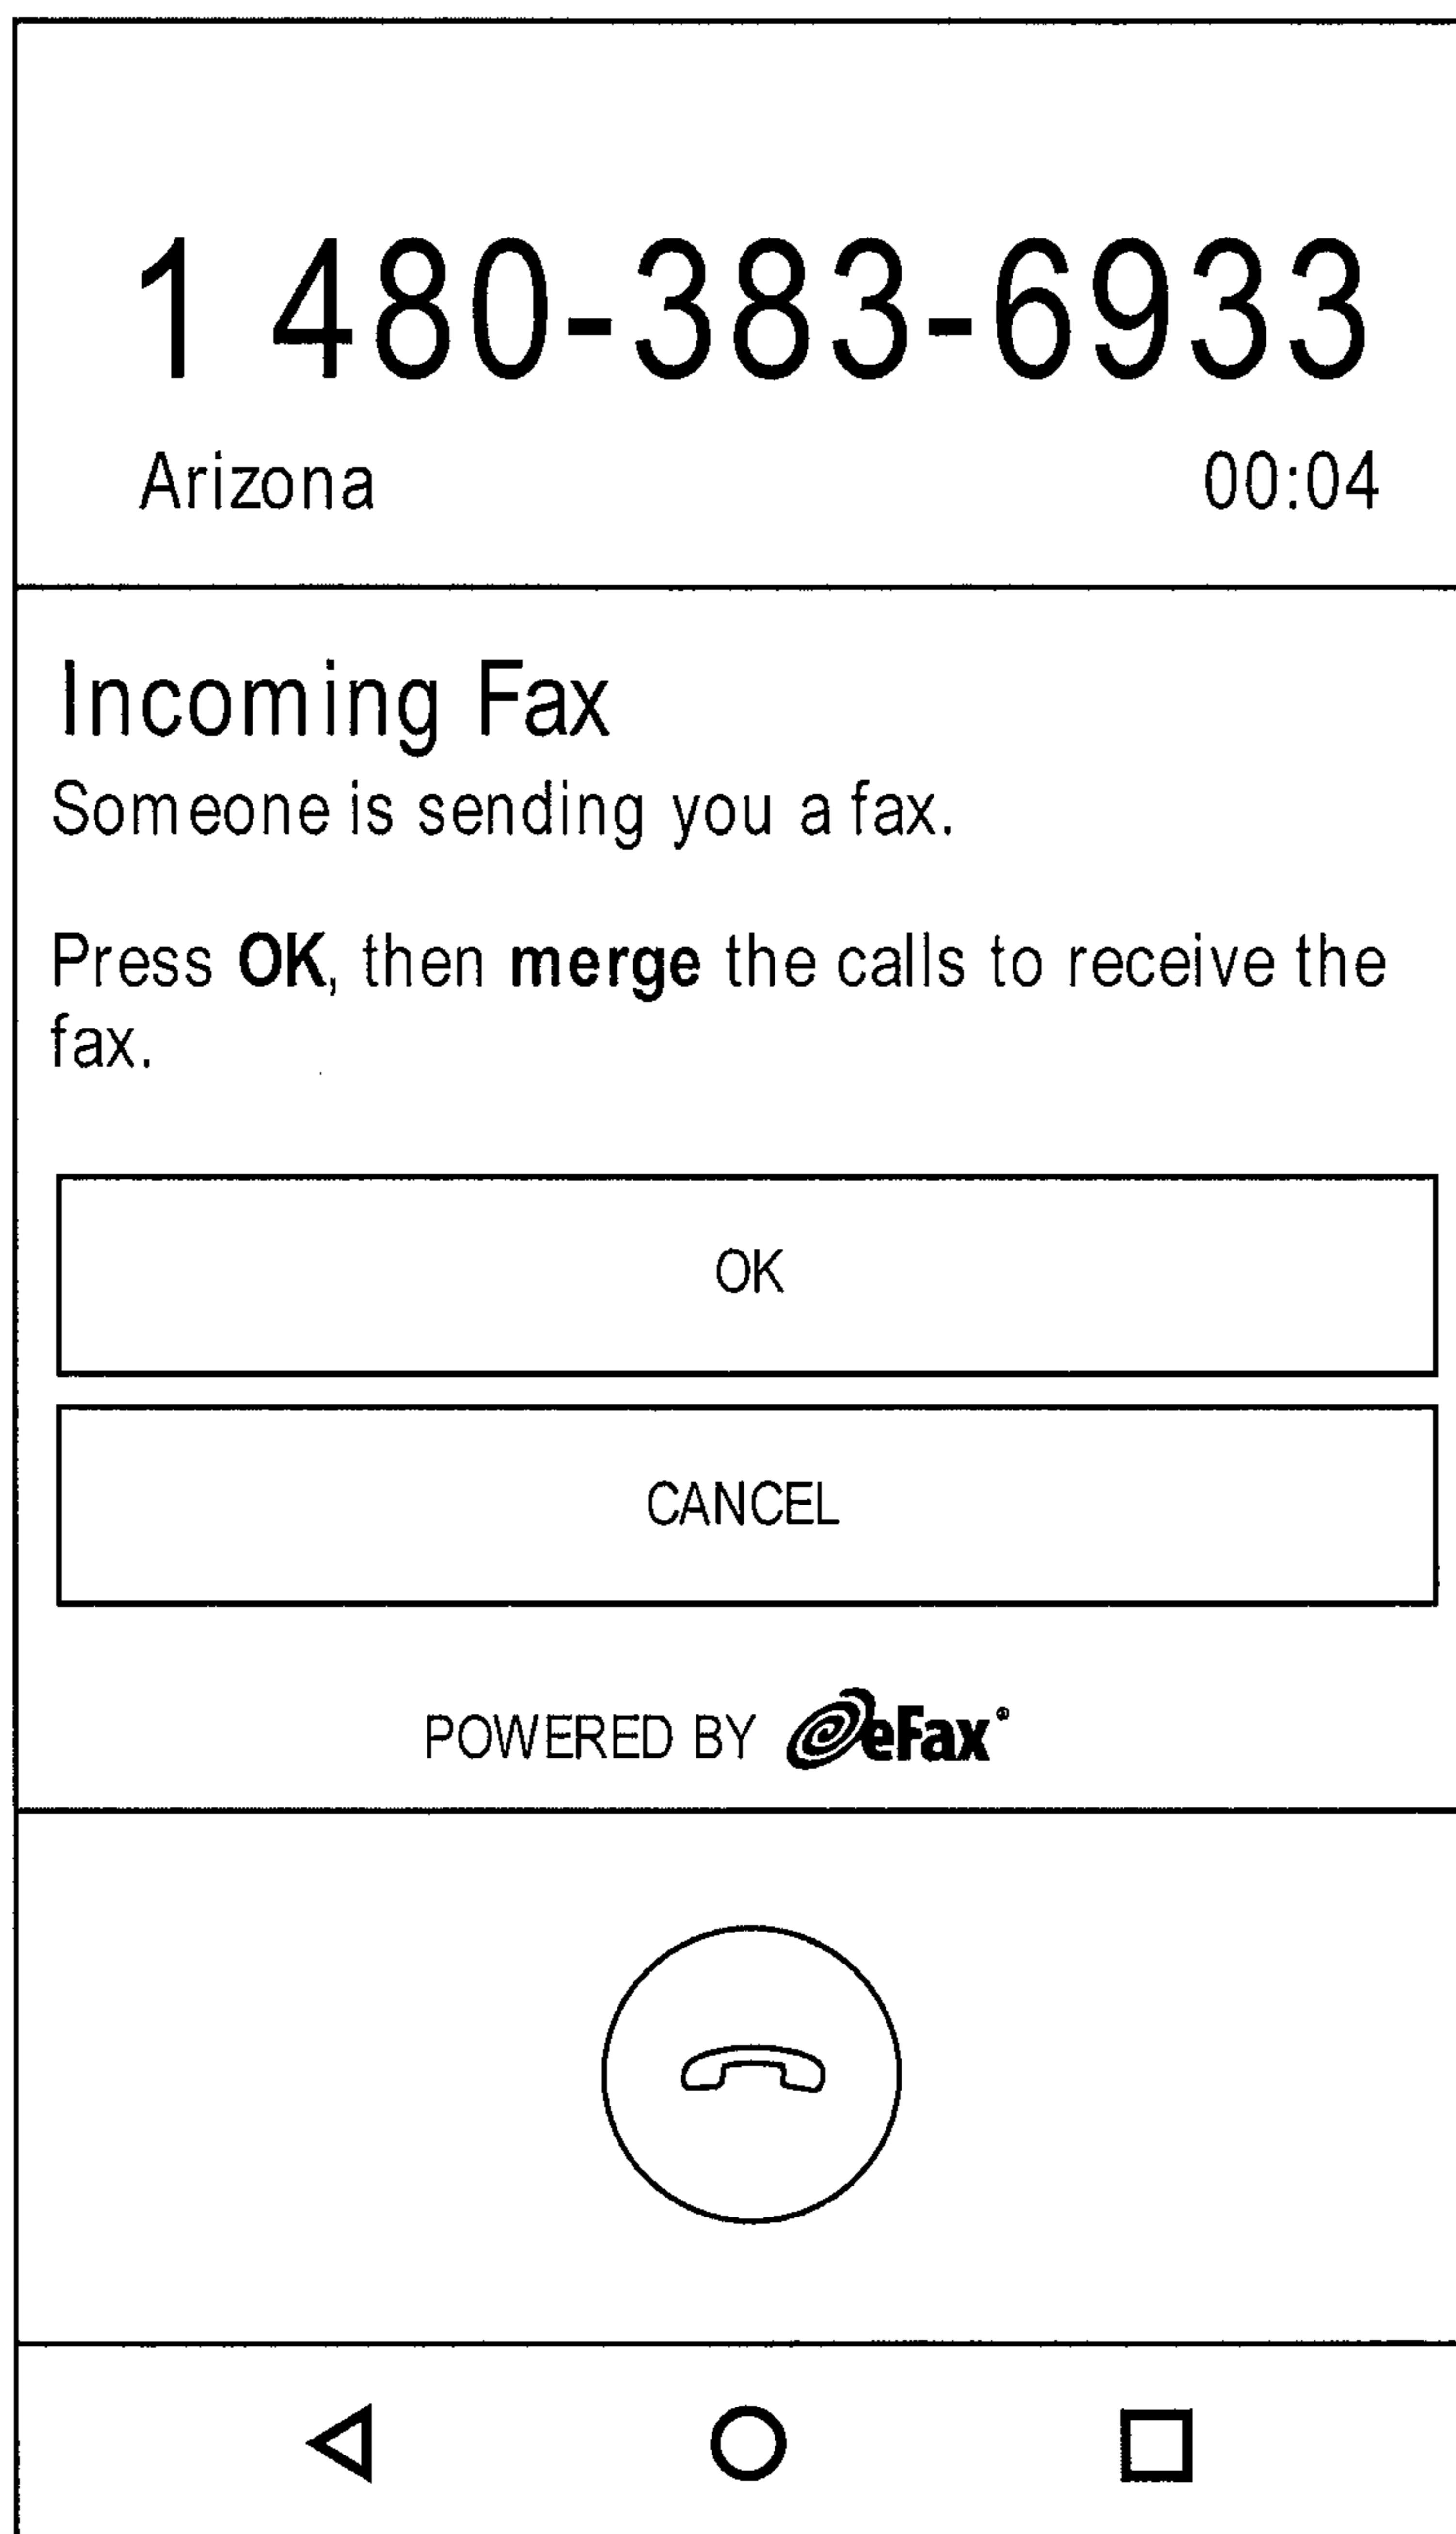 1 480-383-6933
Arizona 00:04
Incoming Fax
Someone is sending you a fax.
Press OK, then merge the calls to receive the
fax.
OK
CANCEL
POWERED BY eFax®